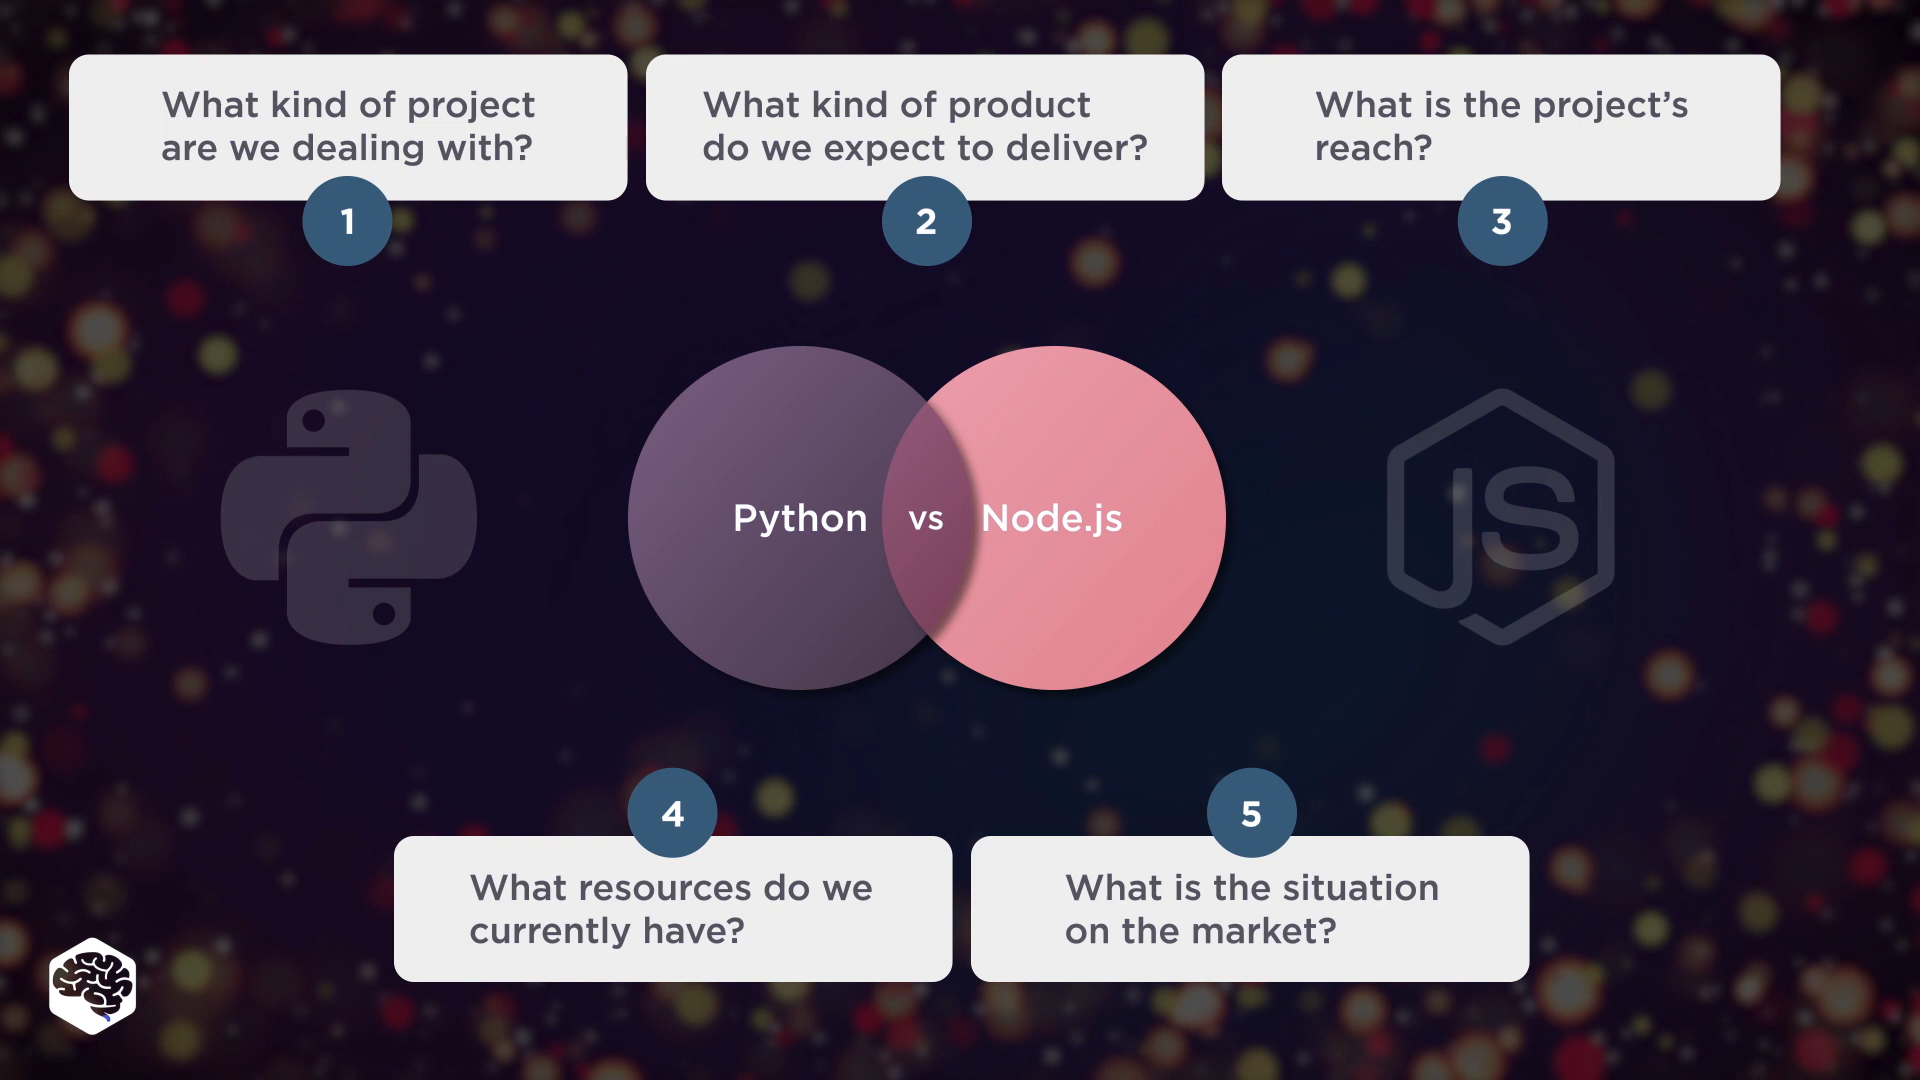 What kind of project
are we dealing with?
1
What kind of product
do we expect to deliver?
2
What is the project’s
reach?
3
Python vs Node.js
JS
4
What resources do we
currently have?
5
What is the situation
on the market?